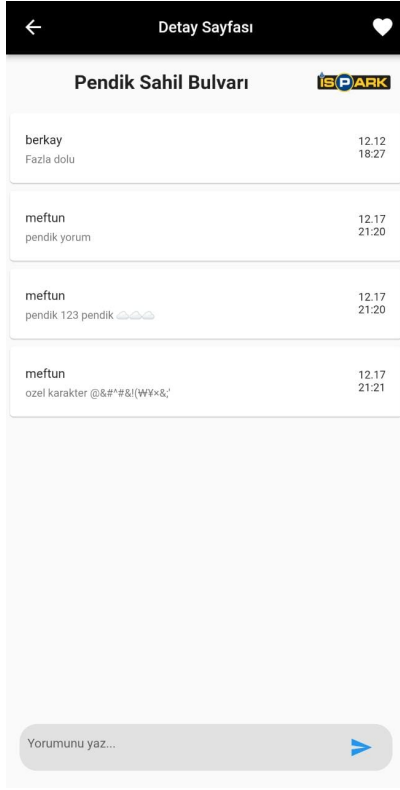 Detay Sayfası
Pendik Sahil Bulvarı
İSPARK
berkay
12.12
Fazla dolu
18:27
meftun
12.17
pendik yorum
21:20
meftun
12.17
pendik 123 pendik ☁️☁️☁️
21:20
meftun
12.17
ozel karakter @&#^#&!(₩¥×&;'
21:21
Yorumunu yaz...